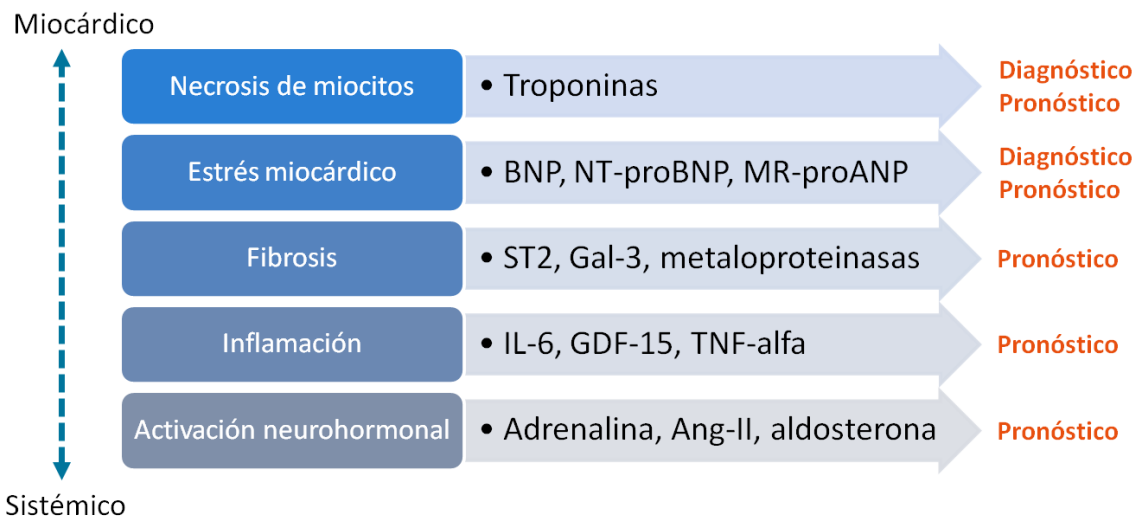 Miocárdico
Necrosis de miocitos
• Troponinas
Diagnóstico
Pronóstico
Estrés miocárdico
• BNP, NT-proBNP, MR-proANP
Diagnóstico
Pronóstico
Fibrosis
• ST2, Gal-3, metaloproteinasas
Pronóstico
Inflamación
• IL-6, GDF-15, TNF-alfa
Pronóstico
Activación neurohormonal
• Adrenalina, Ang-II, aldosterona
Pronóstico
Sistémico